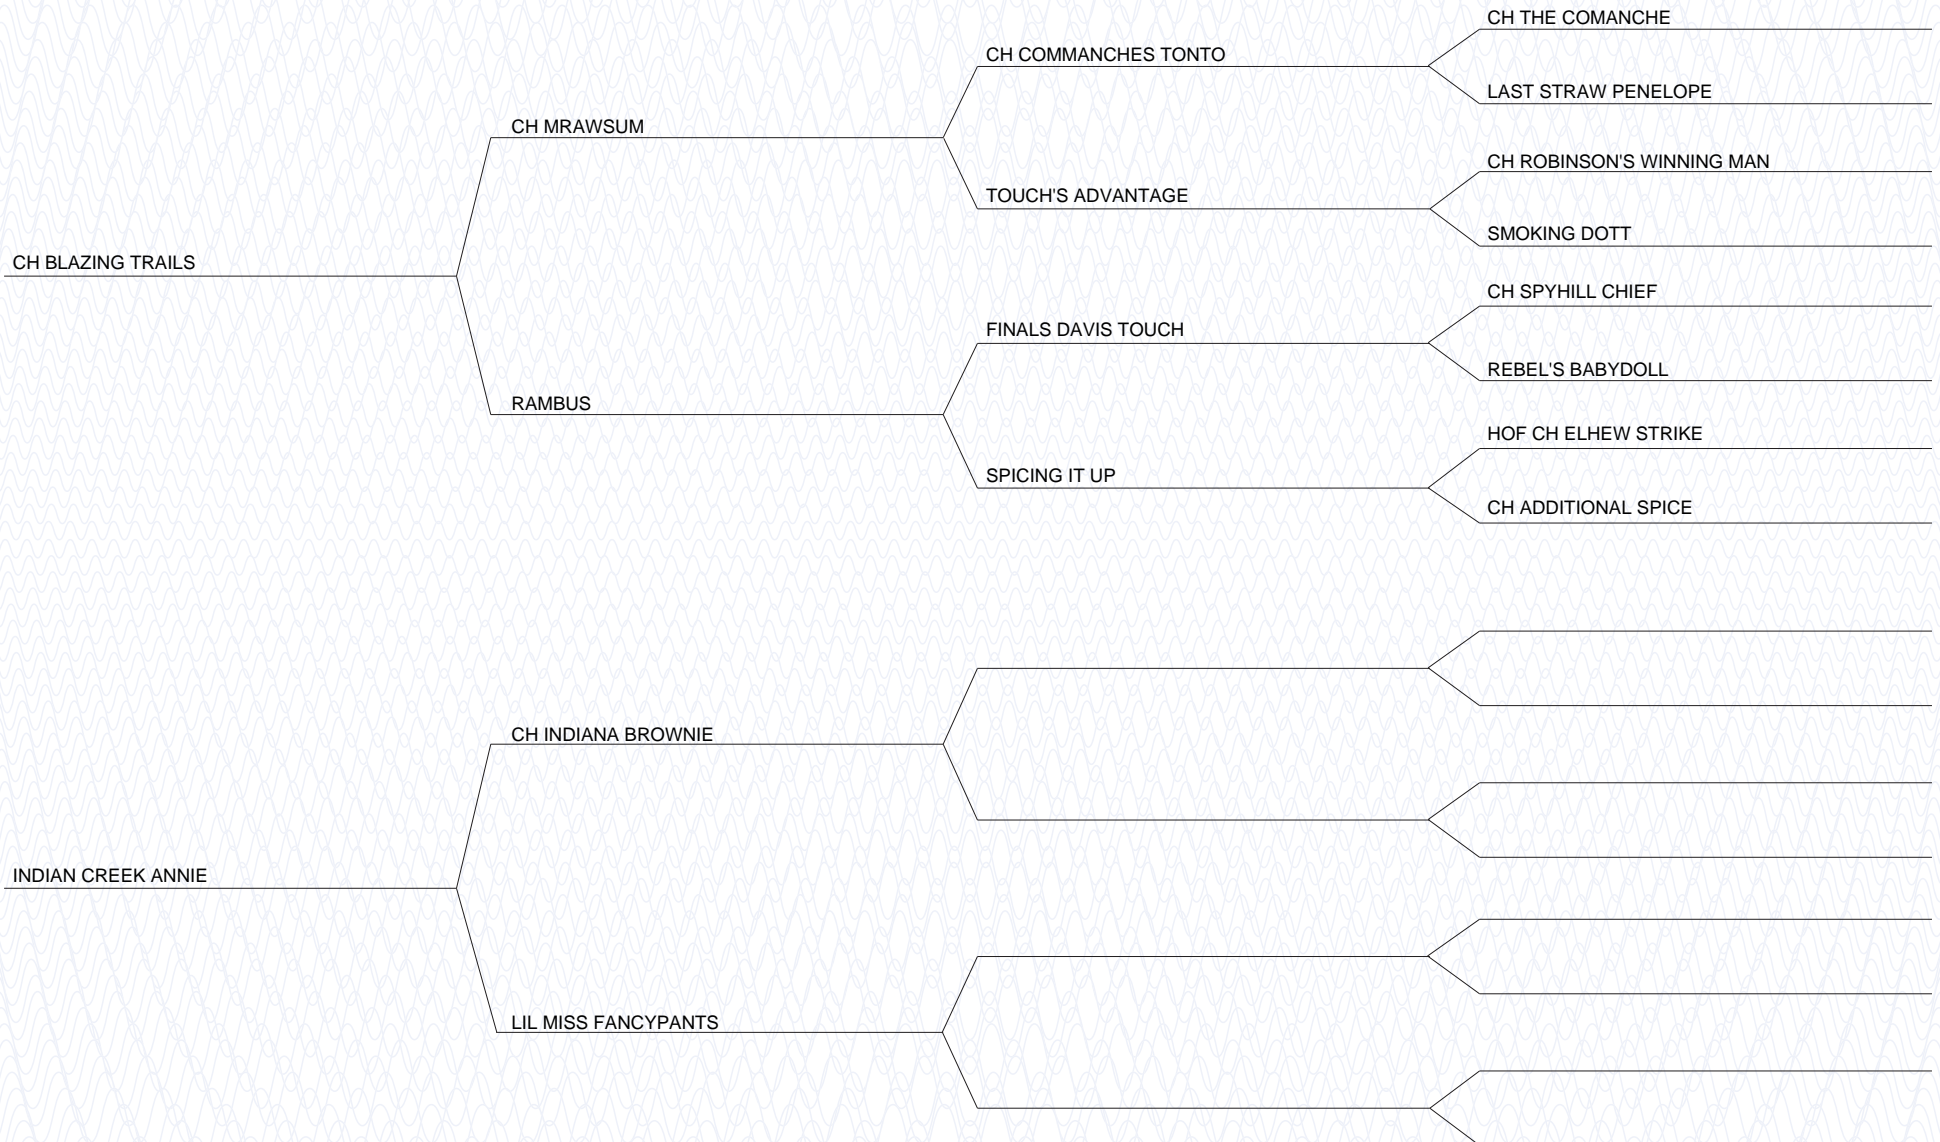 CH THE COMANCHE
CH COMMANCHES TONTO
LAST STRAW PENELOPE
CH MRAWSUM
CH ROBINSON'S WINNING MAN
TOUCH'S ADVANTAGE
SMOKING DOTT
CH BLAZING TRAILS
CH SPYHILL CHIEF
FINALS DAVIS TOUCH
REBEL'S BABYDOLL
RAMBUS
HOF CH ELHEW STRIKE
SPICING IT UP
CH ADDITIONAL SPICE
CH INDIANA BROWNIE
INDIAN CREEK ANNIE
LIL MISS FANCYPANTS